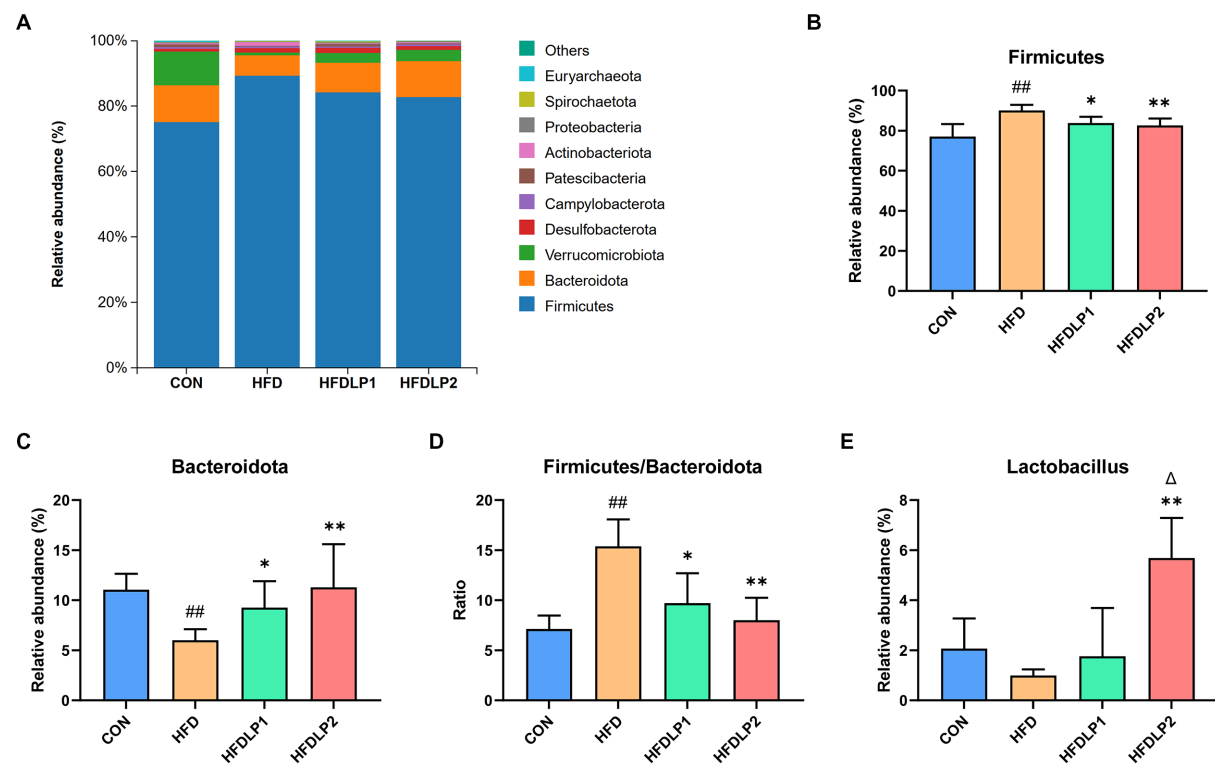 A
Relative abundance (%)
100%
80%
60%
40%
20%
0%
CON
HFD
HFDLP1
HFDLP2
Others
Euryarchaeota
Spirochaetota
Proteobacteria
Actinobacteriota
Patescibacteria
Campylobacterota
Desulfobacterota
Verrucomicrobiota
Bacteroidota
Firmicutes
B
Firmicutes
Relative abundance (%)
100
80
60
40
20
0
##
*
**
CON
HFD
HFDLP1
HFDLP2
C
Bacteroidota
Relative abundance (%)
20
15
10
5
0
##
*
**
CON
HFD
HFDLP1
HFDLP2
D
Firmicutes/Bacteroidota
Ratio
20
15
10
5
0
##
*
**
CON
HFD
HFDLP1
HFDLP2
E
Lactobacillus
Relative abundance (%)
8
6
4
2
0
Δ
**
CON
HFD
HFDLP1
HFDLP2